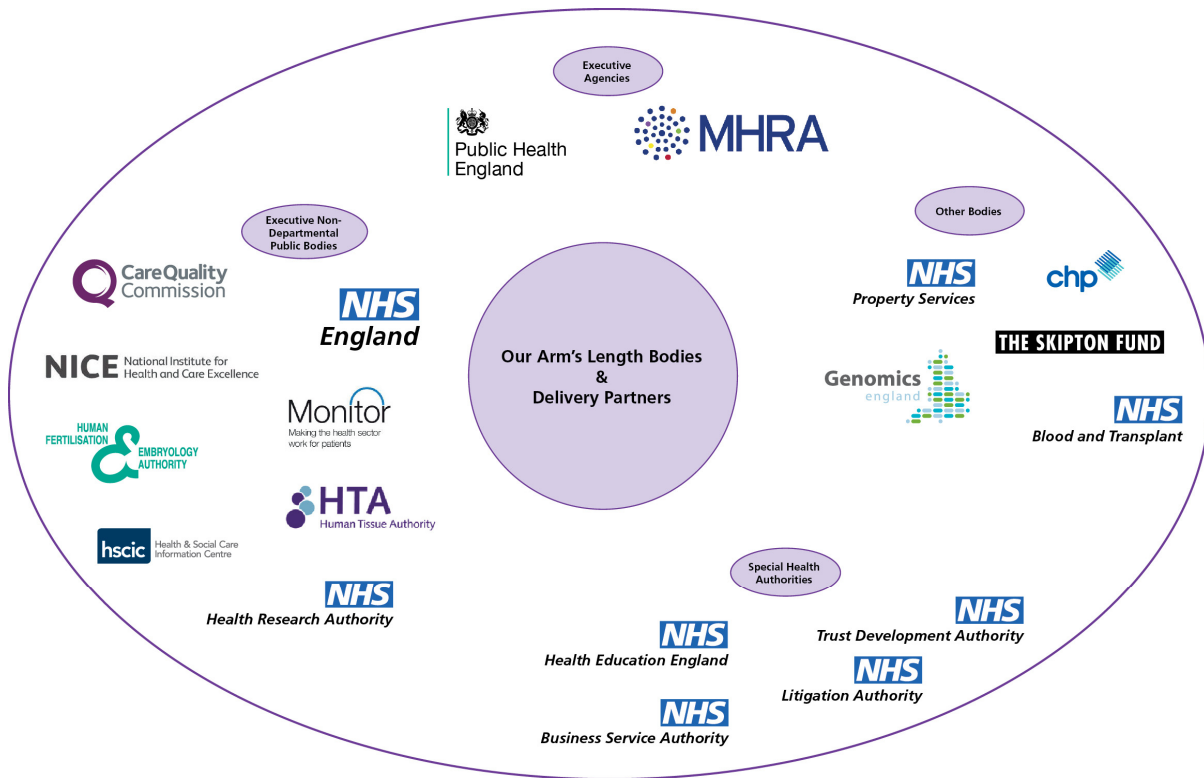 Executive
Agencies
Public Health
England
MHRA
Executive Non-
Departmental
Public Bodies
Other Bodies
CareQuality
Commission
NHS
England
NICE National Institute for
Health and Care Excellence
Monitor
Making the health sector
work for patients
HUMAN
FERTILISATION
&
EMBRYOLOGY
AUTHORITY
HTA
Human Tissue Authority
hscic Health & Social Care
Information Centre
NHS
Health Research Authority
Our Arm's Length Bodies
&
Delivery Partners
NHS
Property Services
chp
THE SKIPTON FUND
Genomics
england
NHS
Blood and Transplant
Special Health
Authorities
NHS
Trust Development Authority
NHS
Health Education England
NHS
Litigation Authority
NHS
Business Service Authority